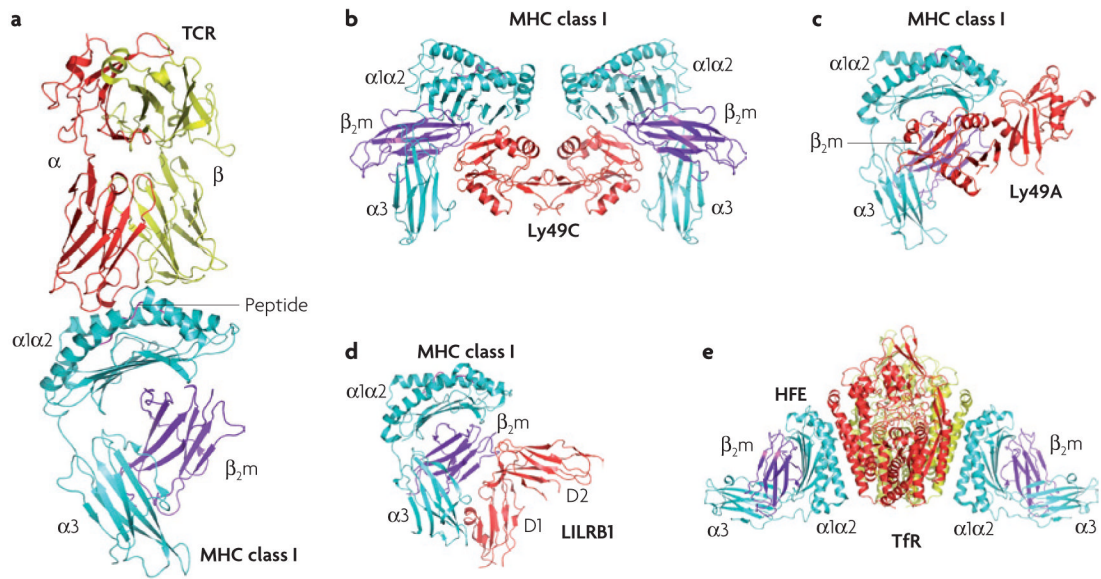 a
TCR
α
β
Peptide
α1α2
β₂m
α3
MHC class I
b
MHC class I
α1α2
α1α2
β₂m
β₂m
α3
α3
Ly49C
c
MHC class I
α1α2
β₂m
Ly49A
α3
d
MHC class I
α1α2
β₂m
D2
α3
D1
LILRB1
e
HFE
β₂m
β₂m
α3
α1α2
α1α2
α3
TfR